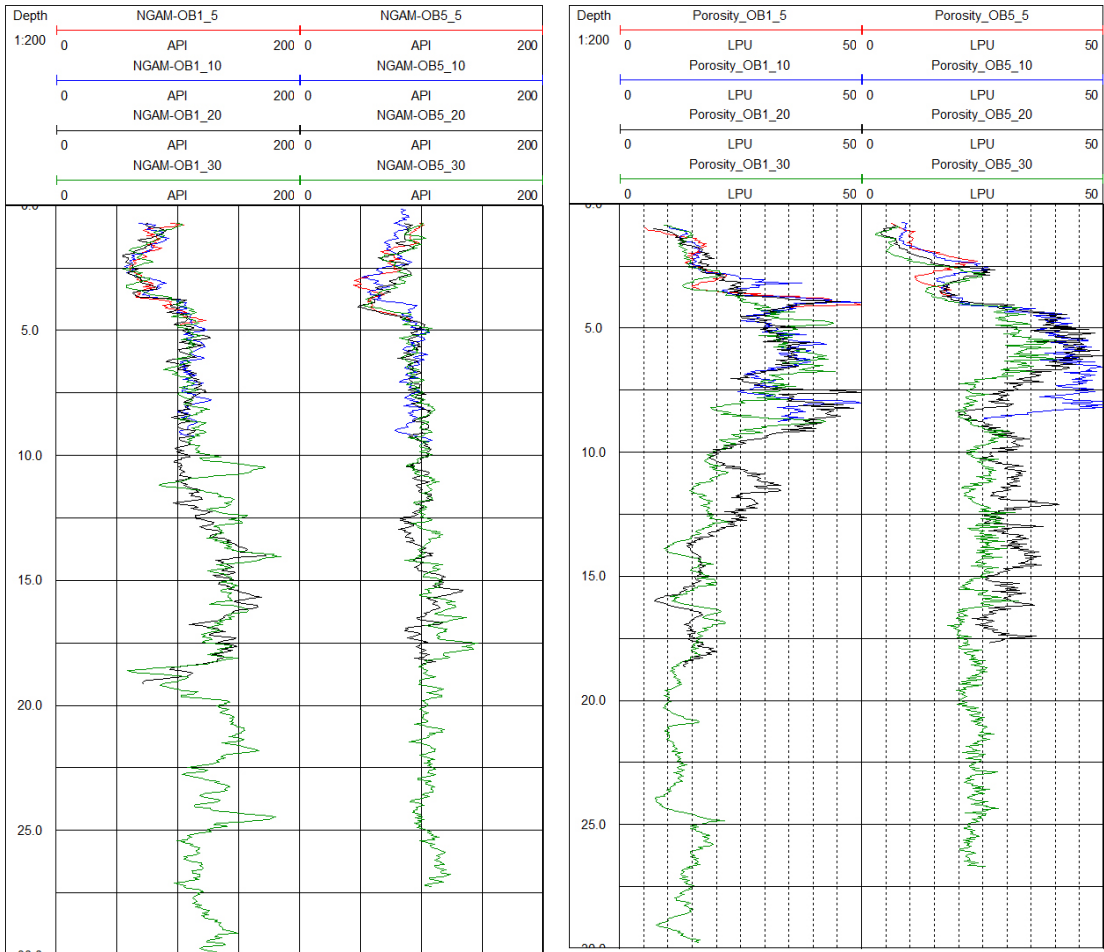 Depth NGAM-OB1_5 NGAM-OB5_5
1:200 0 API 200 0 API 200
NGAM-OB1_10 NGAM-OB5_10
0 API 200 0 API 200
NGAM-OB1_20 NGAM-OB5_20
0 API 200 0 API 200
NGAM-OB1_30 NGAM-OB5_30
0 API 200 0 API 200
5.0
10.0
15.0
20.0
25.0
Depth Porosity_OB1_5 Porosity_OB5_5
1:200 0 LPU 50 0 LPU 50
Porosity_OB1_10 Porosity_OB5_10
0 LPU 50 0 LPU 50
Porosity_OB1_20 Porosity_OB5_20
0 LPU 50 0 LPU 50
Porosity_OB1_30 Porosity_OB5_30
0 LPU 50 0 LPU 50
5.0
10.0
15.0
20.0
25.0